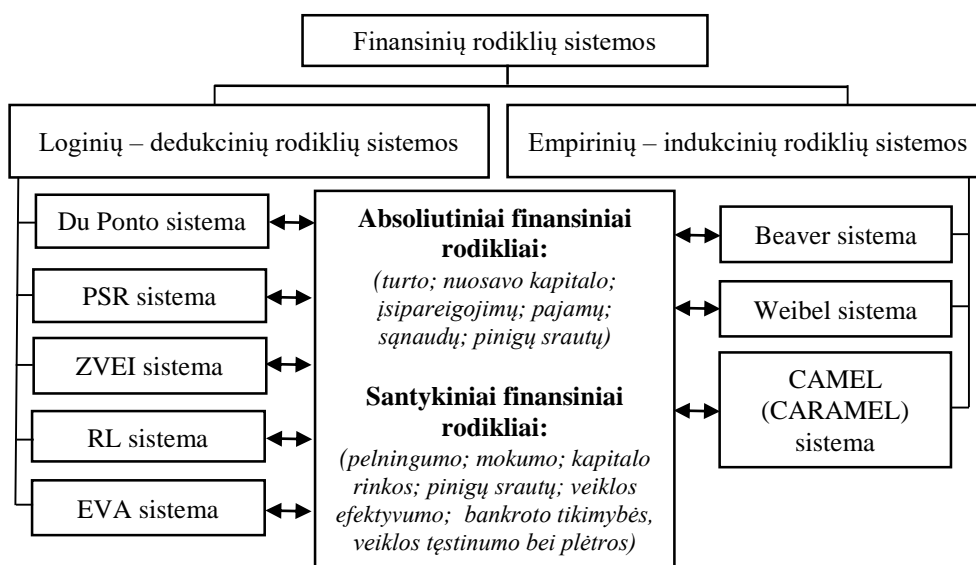 Finansinių rodiklių sistemos
Loginių – dedukcinių rodiklių sistemos
Empirinių – indukcinių rodiklių sistemos
Du Ponto sistema
PSR sistema
ZVEI sistema
RL sistema
EVA sistema
Absoliutiniai finansiniai
rodikliai:
(turto; nuosavo kapitalo;
įsipareigojimų; pajamų;
sąnaudų; pinigų srautų)
Santykiniai finansiniai
rodikliai:
(pelningumo; mokumo; kapitalo
rinkos; pinigų srautų; veiklos
efektyvumo; bankroto tikimybės,
veiklos tęstinumo bei plėtros)
Beaver sistema
Weibel sistema
CAMEL
(CARAMEL)
sistema